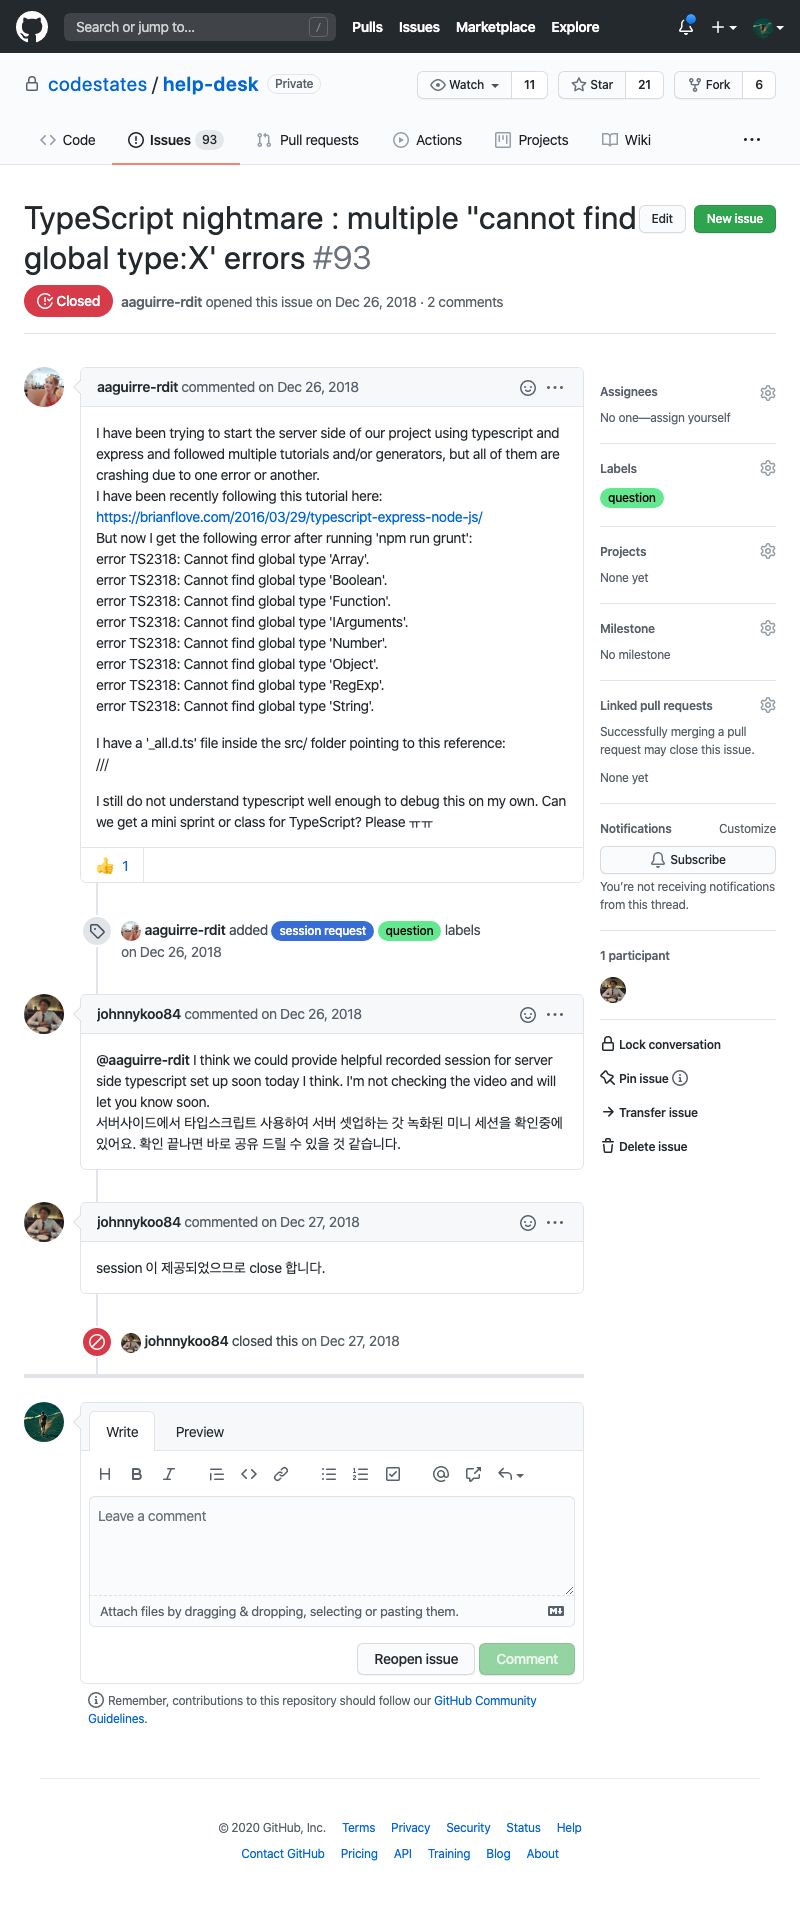 Search or jump to... /
Pulls Issues Marketplace Explore
codestates / help-desk Private
Watch 11 Star 21 Fork 6
Code Issues 93 Pull requests Actions Projects Wiki
TypeScript nightmare : multiple "cannot find
global type:X' errors #93
Edit New issue
Closed aaguirre-rdit opened this issue on Dec 26, 2018 · 2 comments
aaguirre-rdit commented on Dec 26, 2018
I have been trying to start the server side of our project using typescript and
express and followed multiple tutorials and/or generators, but all of them are
crashing due to one error or another.
I have been recently following this tutorial here:
https://brianflove.com/2016/03/29/typescript-express-node-js/
But now I get the following error after running 'npm run grunt':
error TS2318: Cannot find global type 'Array'.
error TS2318: Cannot find global type 'Boolean'.
error TS2318: Cannot find global type 'Function'.
error TS2318: Cannot find global type 'IArguments'.
error TS2318: Cannot find global type 'Number'.
error TS2318: Cannot find global type 'Object'.
error TS2318: Cannot find global type 'RegExp'.
error TS2318: Cannot find global type 'String'.
I have a '_all.d.ts' file inside the src/ folder pointing to this reference:
///
I still do not understand typescript well enough to debug this on my own. Can
we get a mini sprint or class for TypeScript? Please ㅠㅠ
👍 1
aaguirre-rdit added session request question labels
on Dec 26, 2018
johnnykoo84 commented on Dec 26, 2018
@aaguirre-rdit I think we could provide helpful recorded session for server
side typescript set up soon today I think. I'm not checking the video and will
let you know soon.
서버사이드에서 타입스크립트 사용하여 서버 셋업하는 갓 녹화된 미니 세션을 확인중에
있어요. 확인 끝나면 바로 공유 드릴 수 있을 것 같습니다.
johnnykoo84 commented on Dec 27, 2018
session 이 제공되었으므로 close 합니다.
johnnykoo84 closed this on Dec 27, 2018
Write Preview
H B I
Leave a comment
Attach files by dragging & dropping, selecting or pasting them.
Reopen issue Comment
Remember, contributions to this repository should follow our GitHub Community
Guidelines.
Assignees
No one—assign yourself
Labels
question
Projects
None yet
Milestone
No milestone
Linked pull requests
Successfully merging a pull
request may close this issue.
None yet
Notifications Customize
Subscribe
You're not receiving notifications
from this thread.
1 participant
Lock conversation
Pin issue
Transfer issue
Delete issue
© 2020 GitHub, Inc. Terms Privacy Security Status Help
Contact GitHub Pricing API Training Blog About